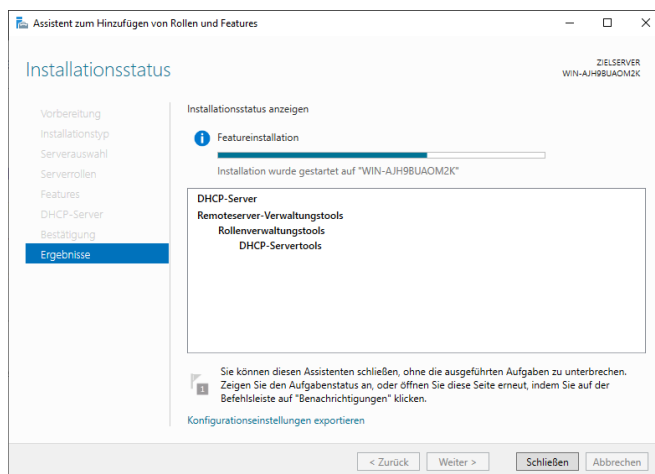 Assistent zum Hinzufügen von Rollen und Features
Installationsstatus
ZIELSERVER
WIN-AJH9BUAOM2K
Vorbereitung
Installationstyp
Serverauswahl
Serverrollen
Features
DHCP-Server
Bestätigung
Ergebnisse
Installationsstatus anzeigen
Featureinstallation
Installation wurde gestartet auf "WIN-AJH9BUAOM2K"
DHCP-Server
Remoteserver-Verwaltungstools
Rollenverwaltungstools
DHCP-Servertools
1
Sie können diesen Assistenten schließen, ohne die ausgeführten Aufgaben zu unterbrechen.
Zeigen Sie den Aufgabenstatus an, oder öffnen Sie diese Seite erneut, indem Sie auf der
Befehlsleiste auf "Benachrichtigungen" klicken.
Konfigurationseinstellungen exportieren
< Zurück
Weiter >
Schließen
Abbrechen